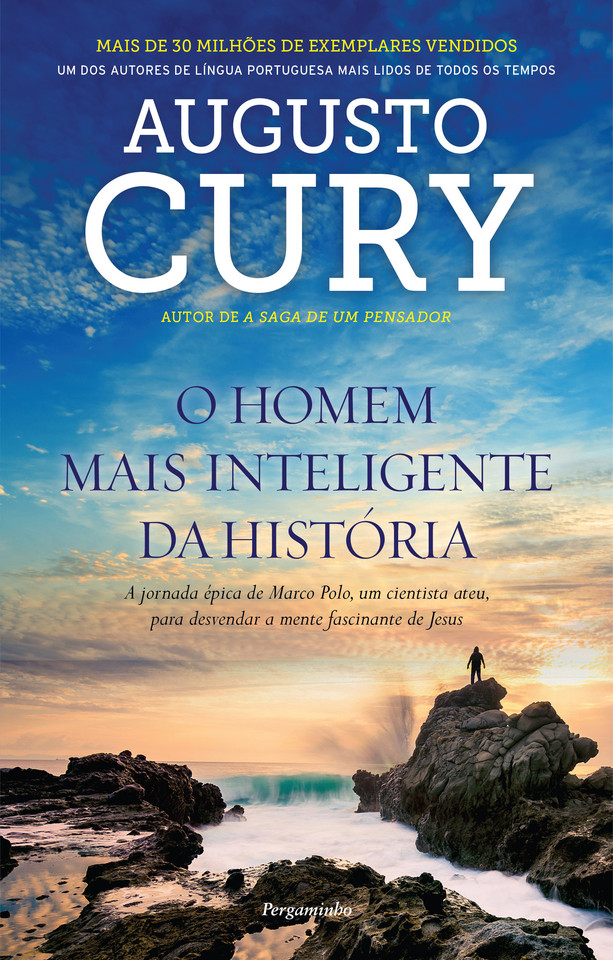 MAIS DE 30 MILHÕES DE EXEMPLARES VENDIDOS
UM DOS AUTORES DE LÍNGUA PORTUGUESA MAIS LIDOS DE TODOS OS TEMPOS
AUGUSTO
CURY
AUTOR DE A SAGA DE UM PENSADOR
O HOMEM
MAIS INTELIGENTE
DA HISTÓRIA
A jornada épica de Marco Polo, um cientista ateu,
para desvendar a mente fascinante de Jesus
Pergaminho